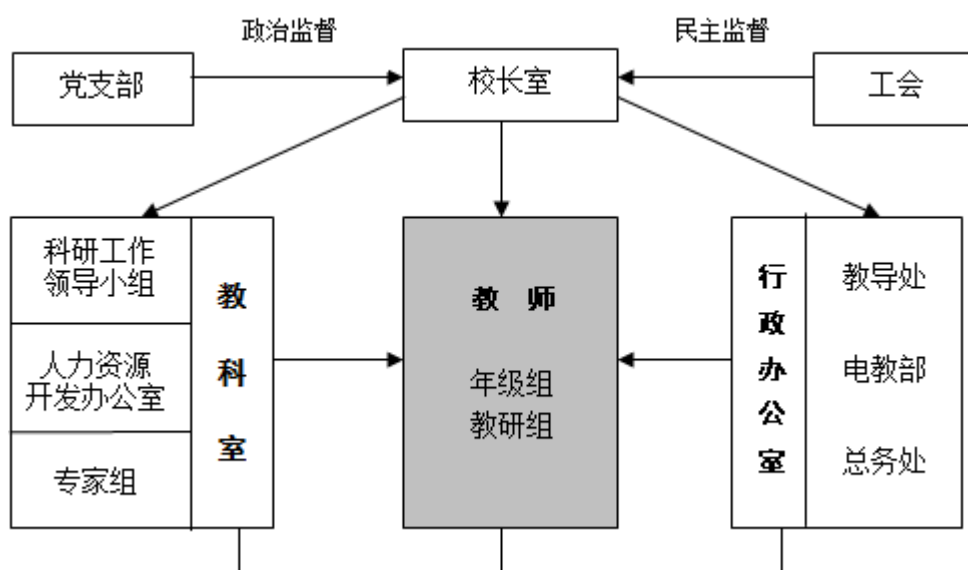 政治监督
民主监督
党支部
校长室
工会
科研工作
领导小组
人力资源
开发办公室
专家组
教科室
教 师
年级组
教研组
行政办公室
教导处
电教部
总务处